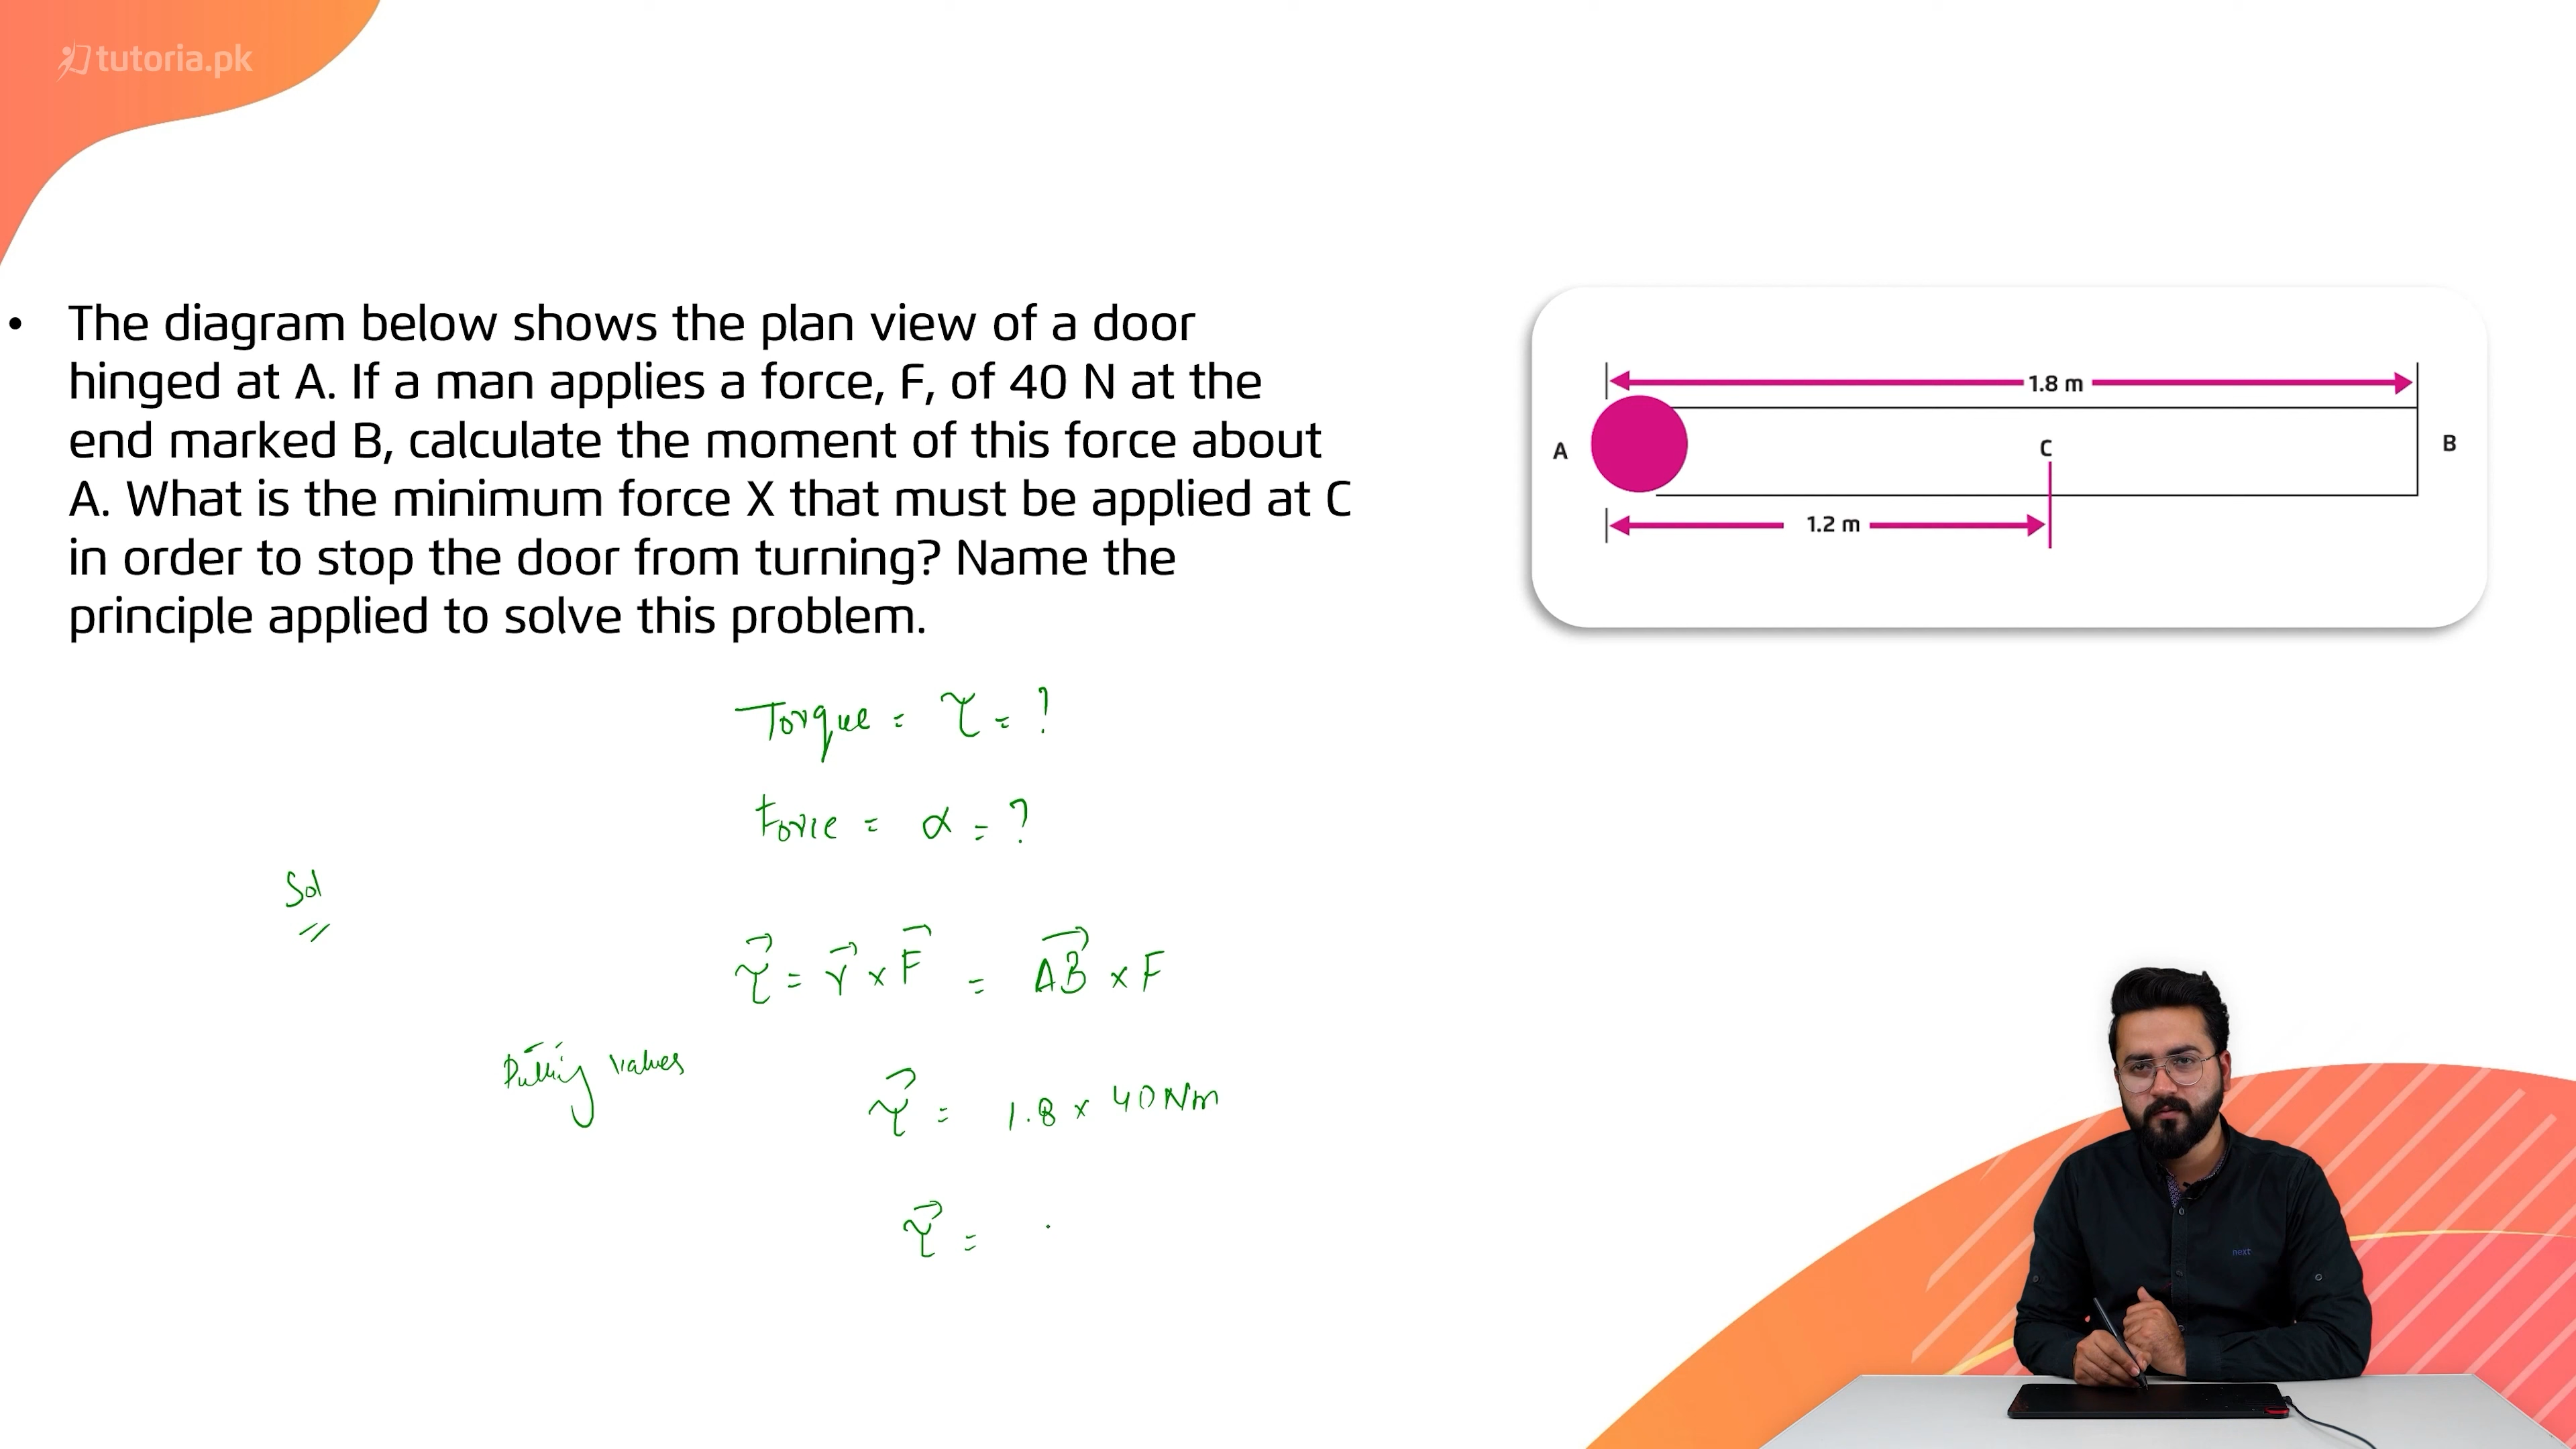 tutoria.pk
• The diagram below shows the plan view of a door
hinged at A. If a man applies a force, F, of 40 N at the
end marked B, calculate the moment of this force about
A. What is the minimum force X that must be applied at C
in order to stop the door from turning? Name the
principle applied to solve this problem.
1.8 m
A
C
B
1.2 m
Torque = τ = ?
Force = α = ?
Sol
τ⃗ = r⃗ × F⃗ = AB⃗ × F
Putting values
τ⃗ = 1.8 × 40 Nm
τ⃗ = .
next